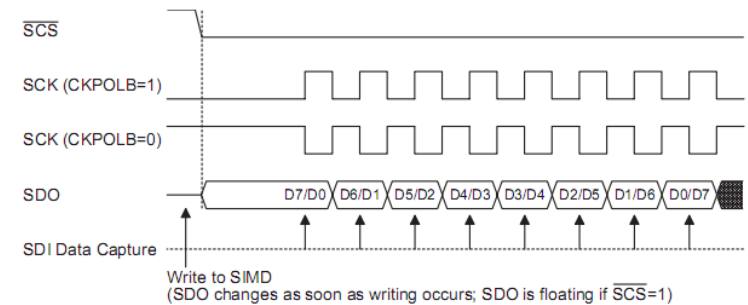 SCS
SCK (CKPOLB=1)
SCK (CKPOLB=0)
SDO D7/D0 D6/D1 D5/D2 D4/D3 D3/D4 D2/D5 D1/D6 D0/D7
SDI Data Capture
Write to SIMD
(SDO changes as soon as writing occurs; SDO is floating if SCS=1)